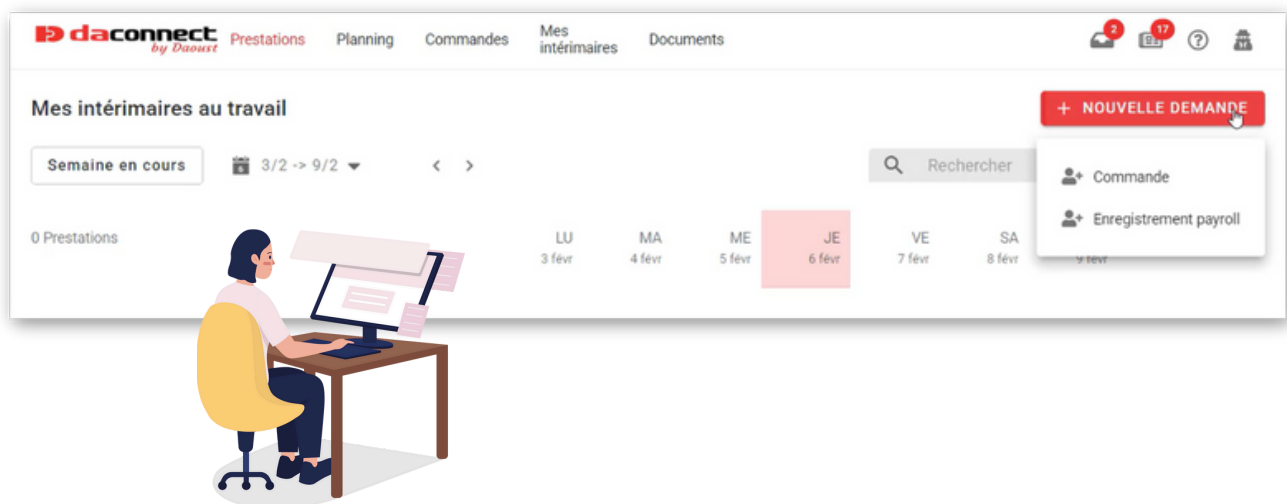 daconnect
by Daoust
Prestations
Planning
Commandes
Mes
intérimaires
Documents
2
17
Mes intérimaires au travail
+ NOUVELLE DEMANDE
Semaine en cours
3/2 -> 9/2
Rechercher
Commande
Enregistrement payroll
0 Prestations
LU
MA
ME
JE
VE
SA
3 févr
4 févr
5 févr
6 févr
7 févr
8 févr
9 févr